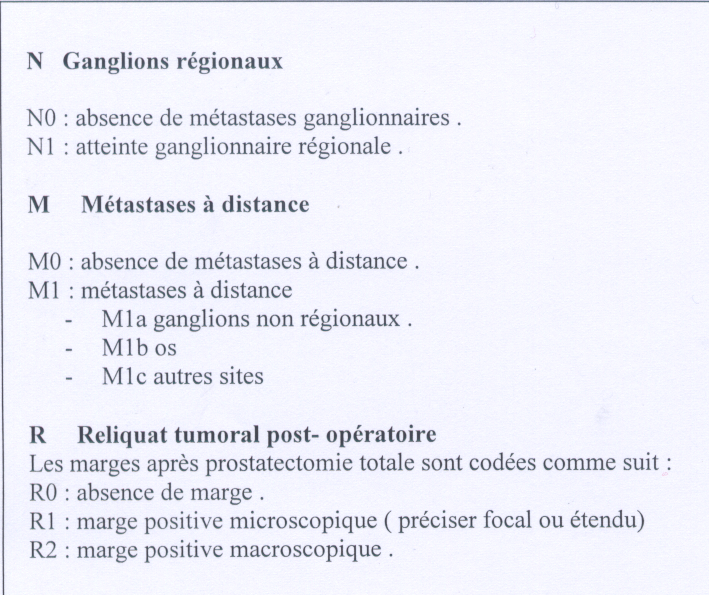 N Ganglions régionaux
N0 : absence de métastases ganglionnaires .
N1 : atteinte ganglionnaire régionale .
M Métastases à distance
M0 : absence de métastases à distance .
M1 : métastases à distance
- M1a ganglions non régionaux .
- M1b os
- M1c autres sites
R Reliquat tumoral post- opératoire
Les marges après prostatectomie totale sont codées comme suit :
R0 : absence de marge .
R1 : marge positive microscopique ( préciser focal ou étendu)
R2 : marge positive macroscopique .